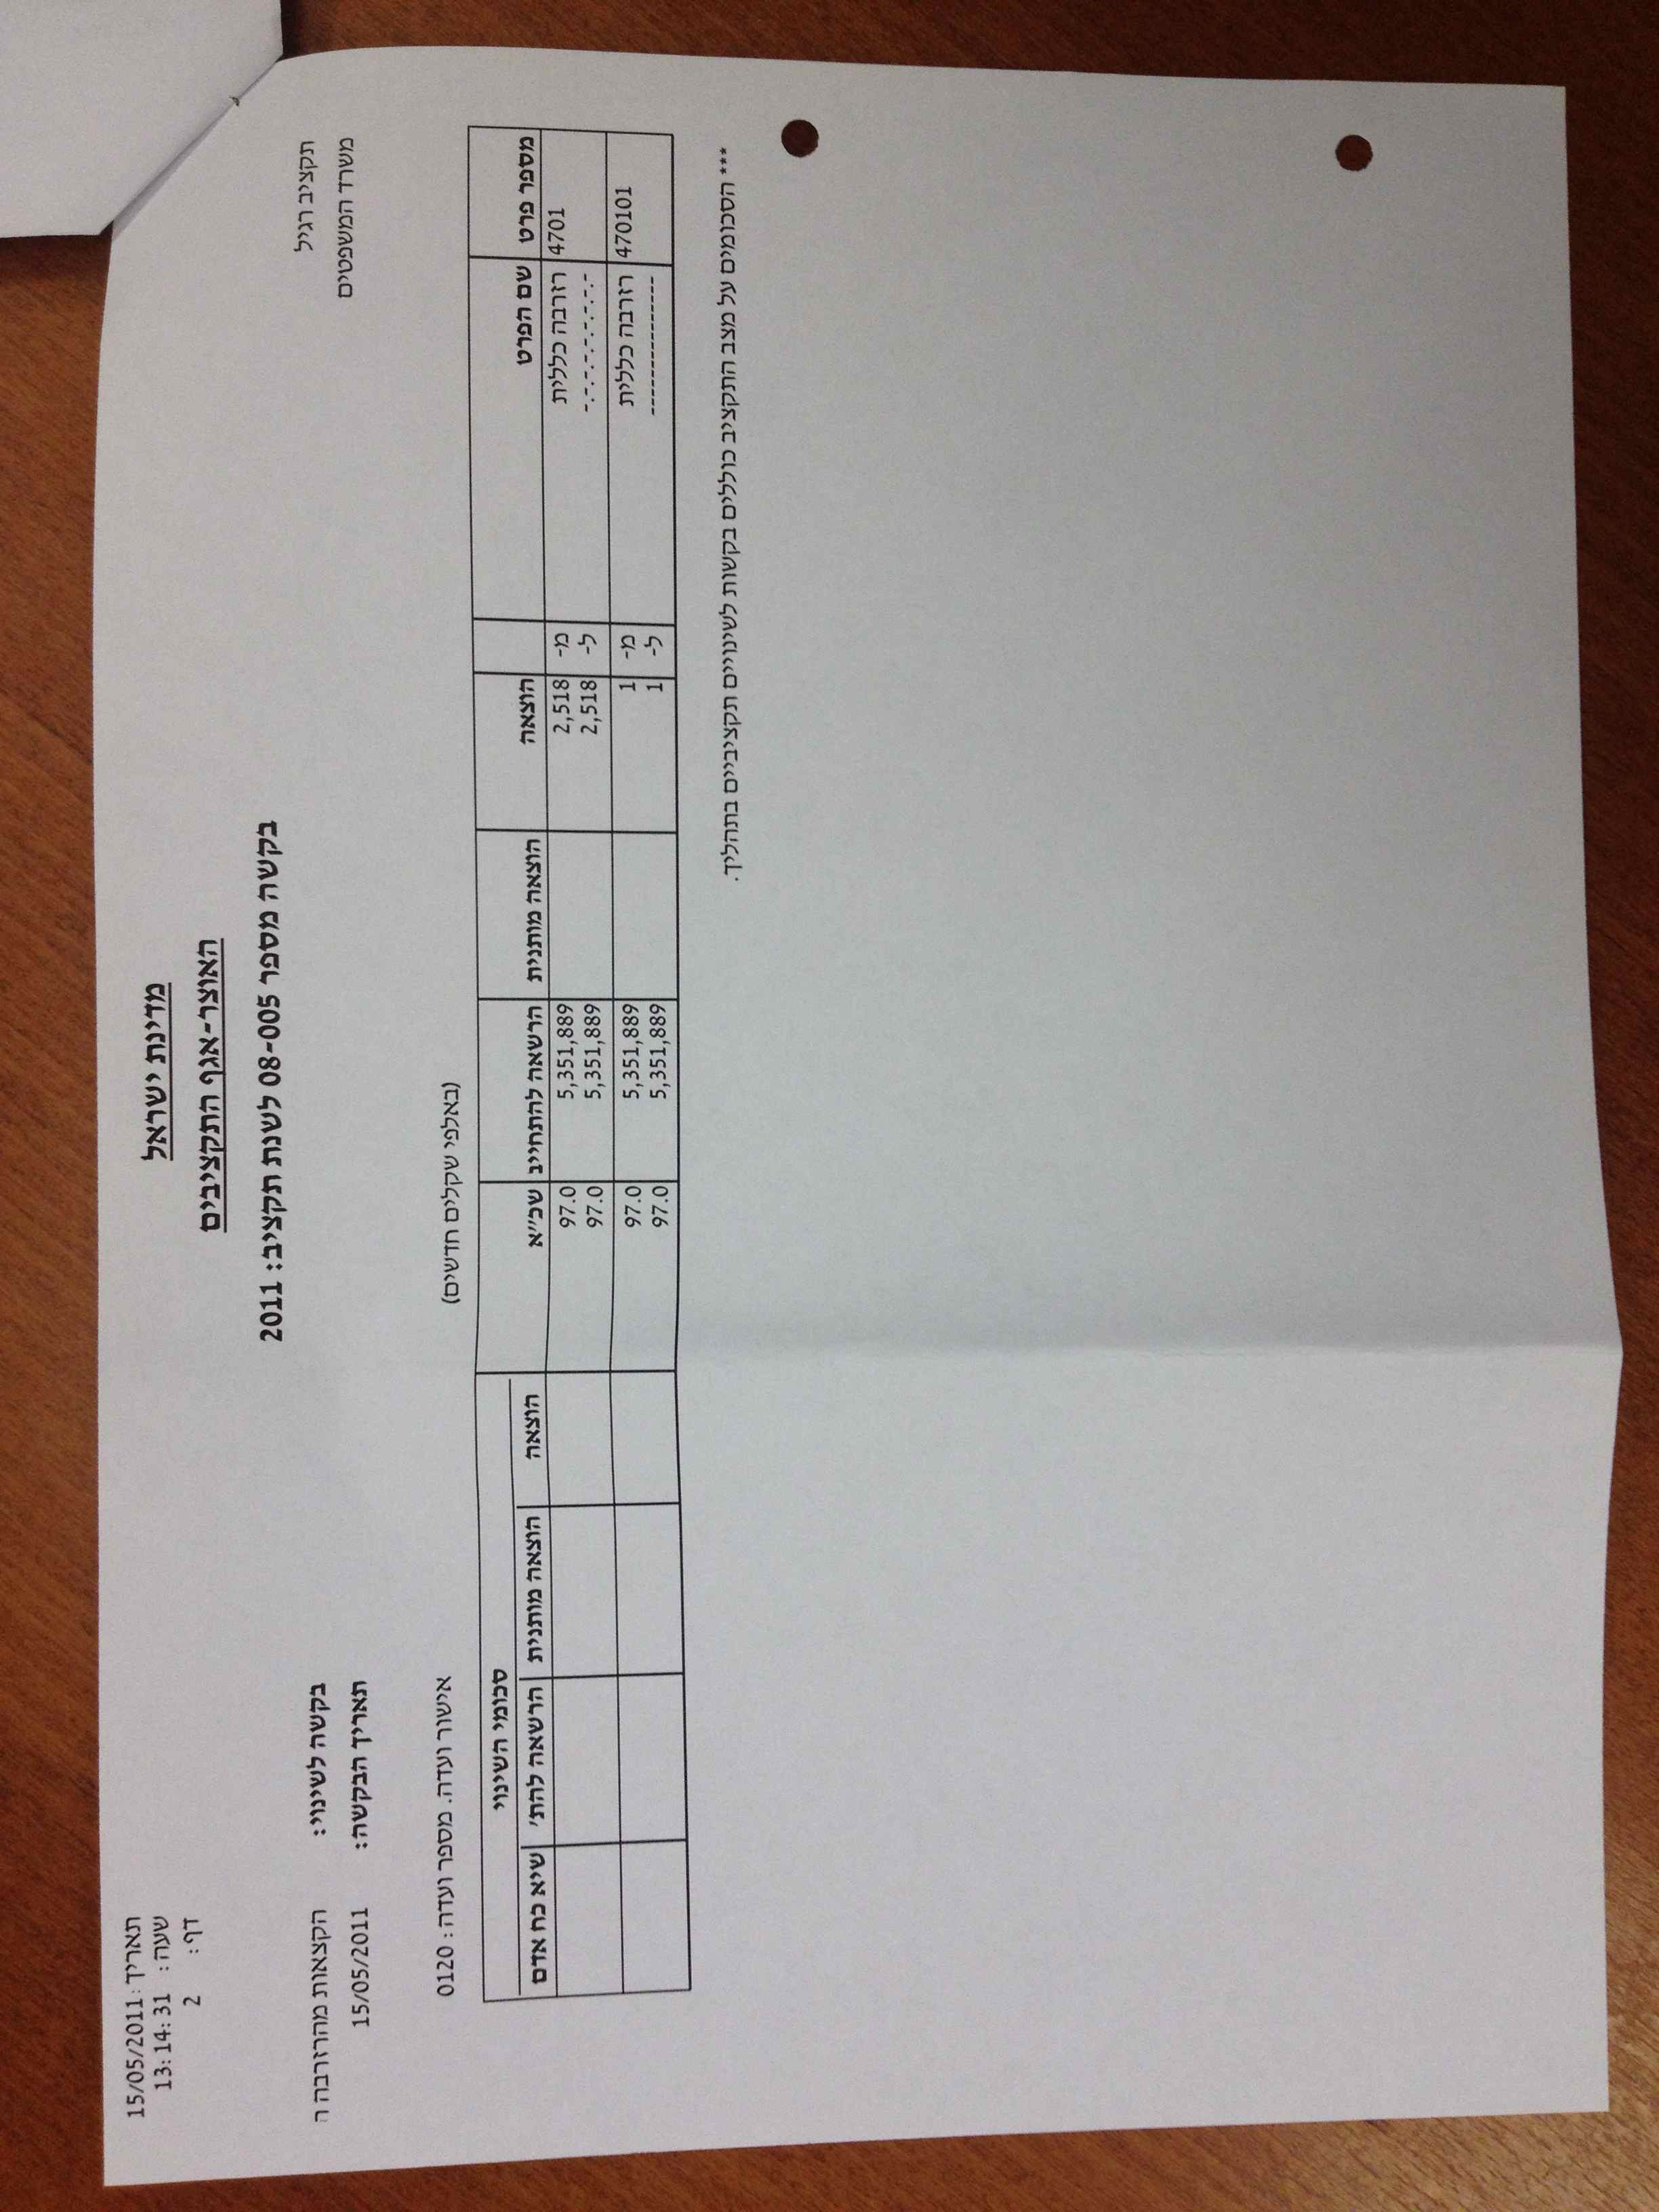 תאריך: 15/05/2011
שעה: 13:14:31
דף: 2
מדינת ישראל
האוצר-אגף התקציבים
בקשה מספר 08-005 לשנת תקציב: 2011
תקציב רגיל
בקשה לשינוי: הקצאות מהרזרבה ה
משרד המשפטים
תאריך הבקשה: 15/05/2011
(באלפי שקלים חדשים)
אישור ועדה. מספר ועדה: 0120
סכומי השינוי
מספר פרט שם הפרט הוצאה הוצאה מותנית הרשאה להתחייב שכ"א הוצאה הוצאה מותנית הרשאה להת' שיא כח אדם
4701 רזרבה כללית מ- 2,518 5,351,889 97.0
-.-.-.-.-.-.- ל- 2,518 5,351,889 97.0
470101 רזרבה כללית מ- 1 5,351,889 97.0
------------- ל- 1 5,351,889 97.0
*** הסכומים על מצב התקציב כוללים בקשות לשינויים תקציביים בתהליך.